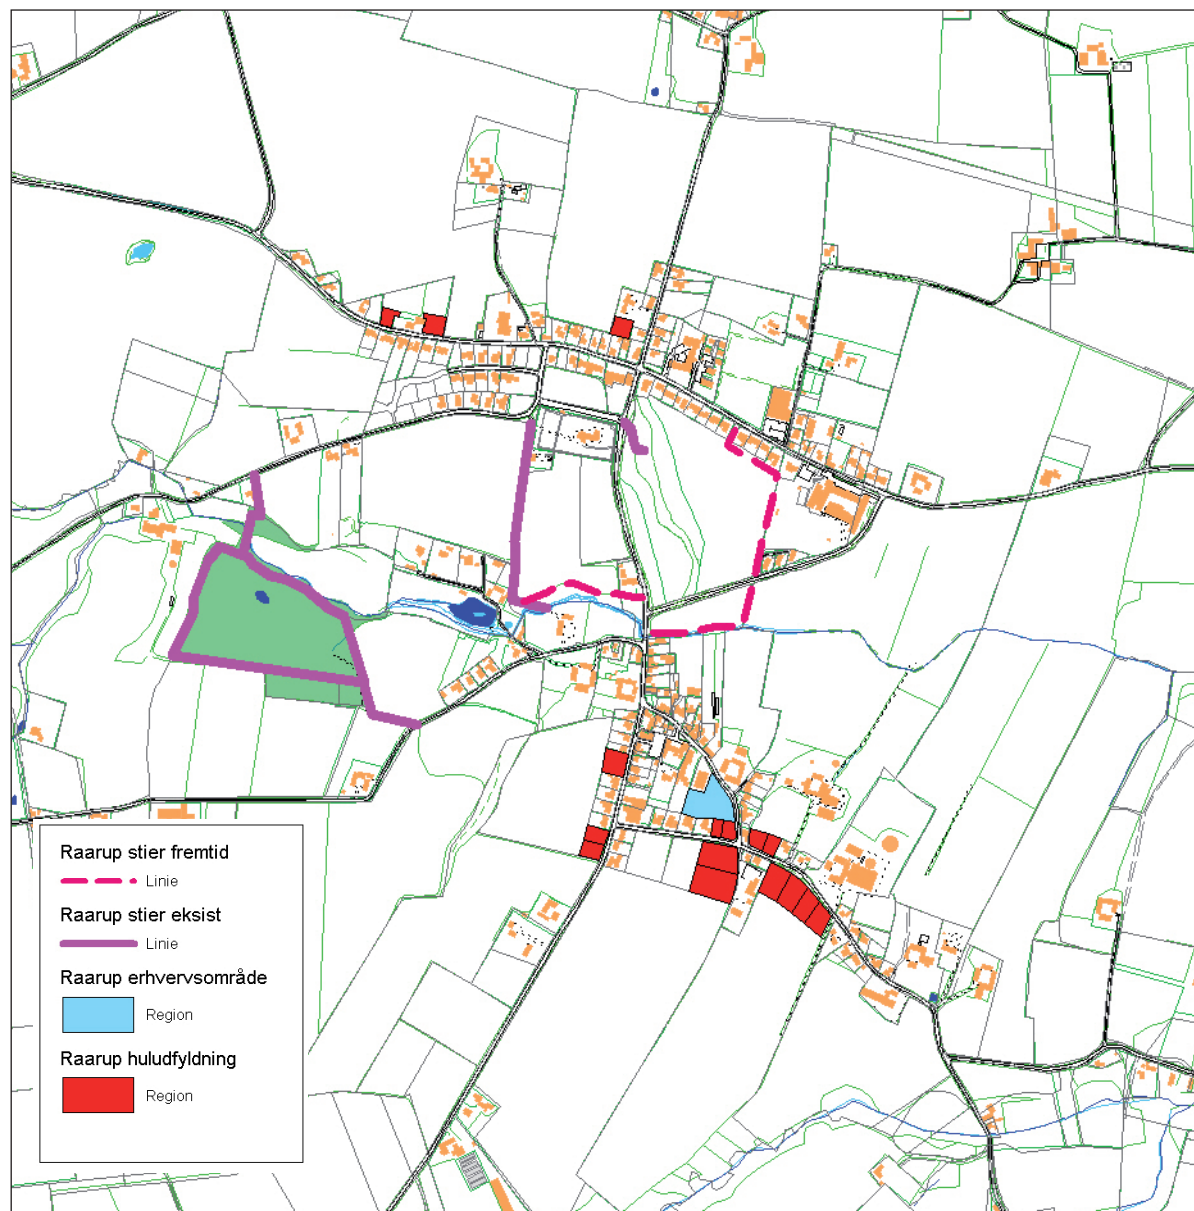 Raarup stier fremtid
Linie
Raarup stier eksist
Linie
Raarup erhvervsområde
Region
Raarup huludfyldning
Region